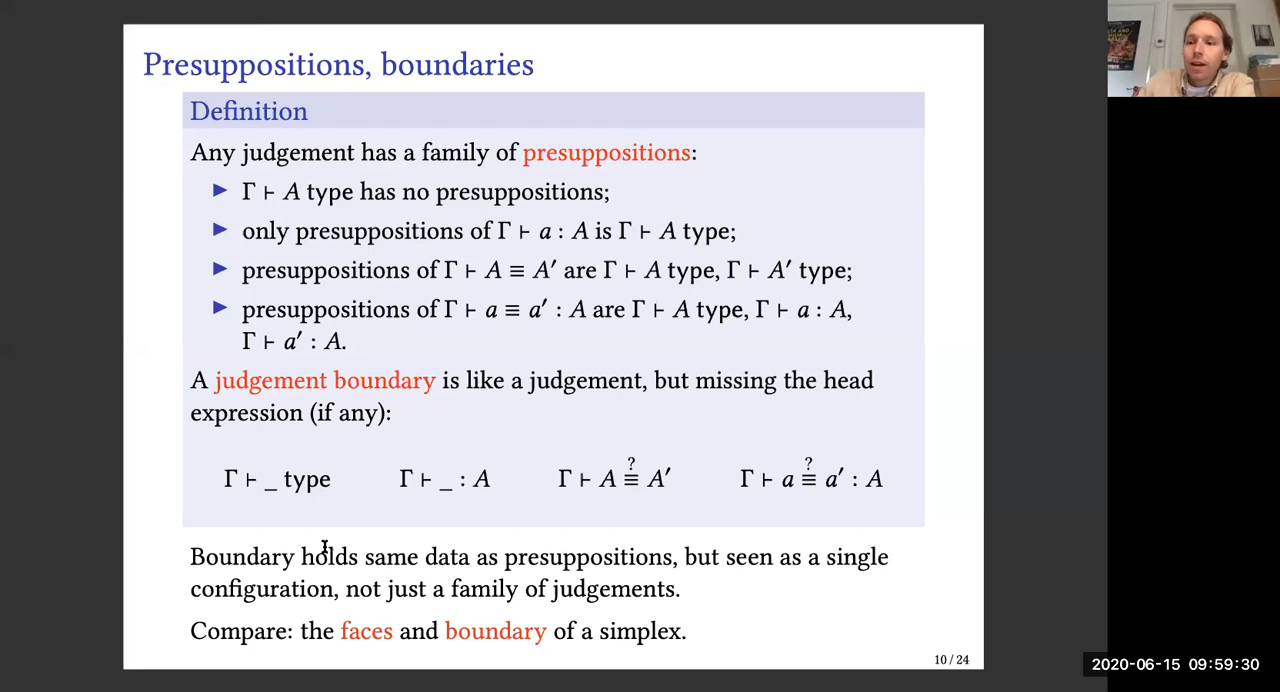 Presuppositions, boundaries
Definition
Any judgement has a family of presuppositions:
▶ Γ ⊢ A type has no presuppositions;
▶ only presuppositions of Γ ⊢ a : A is Γ ⊢ A type;
▶ presuppositions of Γ ⊢ A ≡ A′ are Γ ⊢ A type, Γ ⊢ A′ type;
▶ presuppositions of Γ ⊢ a ≡ a′ : A are Γ ⊢ A type, Γ ⊢ a : A,
Γ ⊢ a′ : A.
A judgement boundary is like a judgement, but missing the head
expression (if any):
Γ ⊢ _ type Γ ⊢ _ : A Γ ⊢ A ≟ A′ Γ ⊢ a ≟ a′ : A
Boundary holds same data as presuppositions, but seen as a single
configuration, not just a family of judgements.
Compare: the faces and boundary of a simplex.
10 / 24
2020-06-15 09:59:30